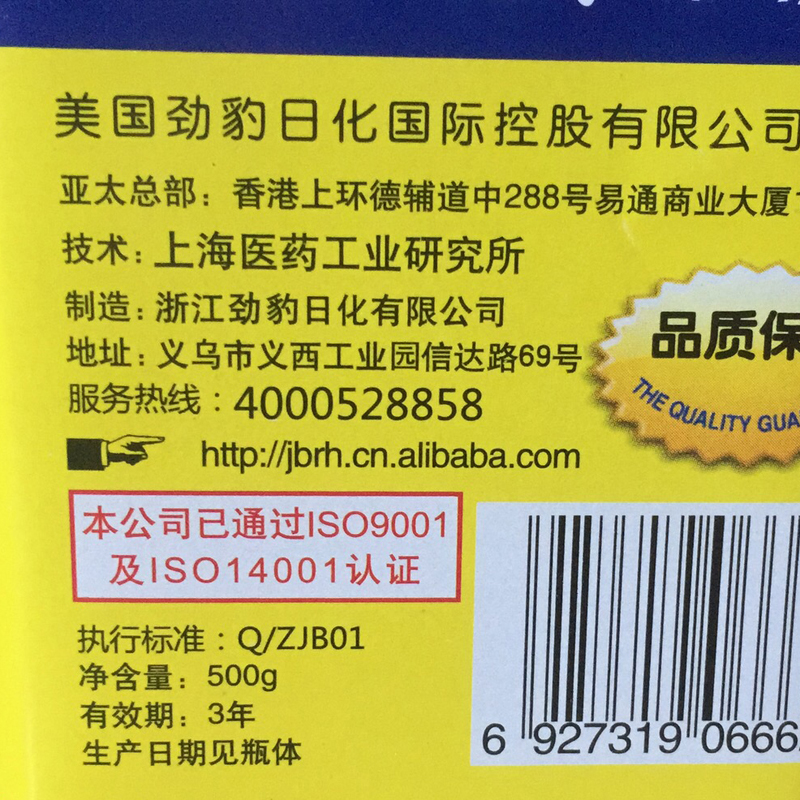 美国劲豹日化国际控股有限公司
亚太总部：香港上环德辅道中288号易通商业大厦
技术：上海医药工业研究所
制造：浙江劲豹日化有限公司
地址：义乌市义西工业园信达路69号
服务热线：4000528858
http://jbrh.cn.alibaba.com
品质保
THE QUALITY GUA
本公司已通过ISO9001
及ISO14001认证
执行标准：Q/ZJB01
净含量：500g
有效期：3年
生产日期见瓶体
6 927319 0666